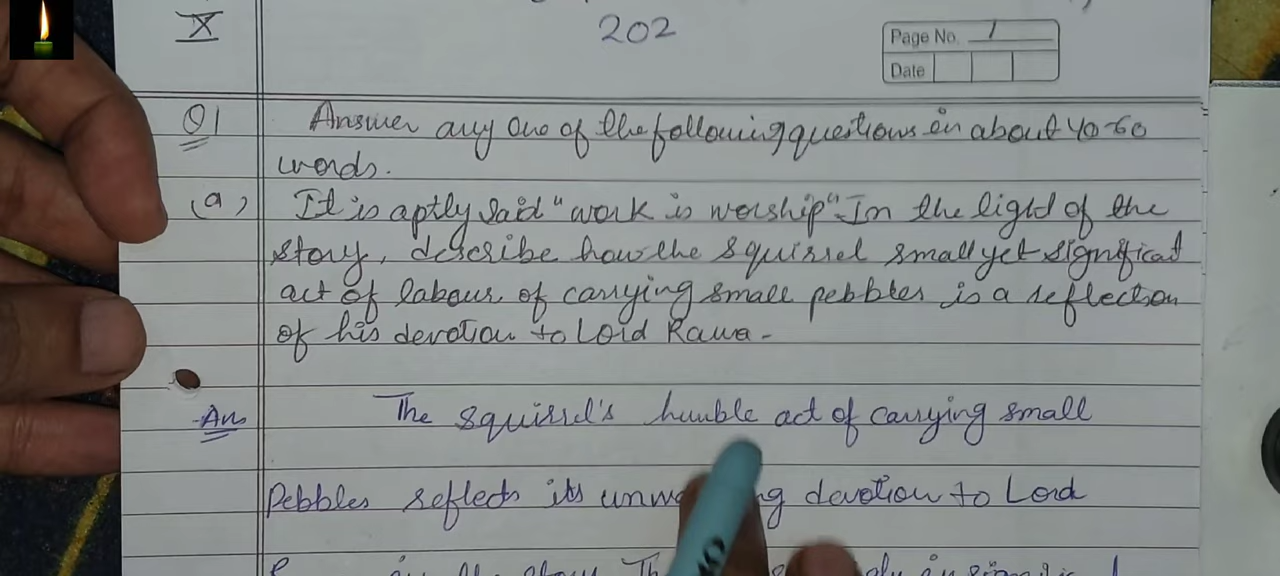 X
202
Page No. 1
Date
Q1 Answer any one of the following questions in about 40-60
words.
(a) It is aptly said "work is worship". In the light of the
story, describe how the squirrel small yet significat
act of labour of carrying small pebbles is a reflection
of his devotion to Lord Rama.
Ans The squirrel's humble act of carrying small
Pebbles reflects its devotion to Lord
in the